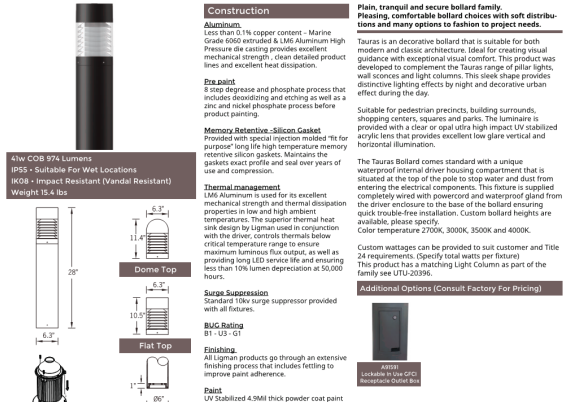 41w COB 974 Lumens
IP55 • Suitable For Wet Locations
IK08 • Impact Resistant (Vandal Resistant)
Weight 15.4 lbs
28"
6.3"
6.3"
11.4"
Dome Top
6.3"
10.5"
Flat Top
1"
Ø6"
Construction
Aluminum
Less than 0.1% copper content – Marine
Grade 6060 extruded & LM6 Aluminum High
Pressure die casting provides excellent
mechanical strength , clean detailed product
lines and excellent heat dissipation.
Pre paint
8 step degrease and phosphate process that
includes deoxidizing and etching as well as a
zinc and nickel phosphate process before
product painting.
Memory Retentive -Silicon Gasket
Provided with special injection molded "fit for
purpose" long life high temperature memory
retentive silicon gaskets. Maintains the
gaskets exact profile and seal over years of
use and compression.
Thermal management
LM6 Aluminum is used for its excellent
mechanical strength and thermal dissipation
properties in low and high ambient
temperatures. The superior thermal heat
sink design by Ligman used in conjunction
with the driver, controls thermals below
critical temperature range to ensure
maximum luminous flux output, as well as
providing long LED service life and ensuring
less than 10% lumen depreciation at 50,000
hours.
Surge Suppression
Standard 10kv surge suppressor provided
with all fixtures.
BUG Rating
B1 - U3 - G1
Finishing
All Ligman products go through an extensive
finishing process that includes fettling to
improve paint adherence.
Paint
UV Stabilized 4.9Mil thick powder coat paint
Plain, tranquil and secure bollard family.
Pleasing, comfortable bollard choices with soft distribu-
tions and many options to fashion to project needs.
Tauras is an decorative bollard that is suitable for both
modern and classic architecture. Ideal for creating visual
guidance with exceptional visual comfort. This product was
developed to complement the Tauras range of pillar lights,
wall sconces and light columns. This sleek shape provides
distinctive lighting effects by night and decorative urban
effect during the day.
Suitable for pedestrian precincts, building surrounds,
shopping centers, squares and parks. The luminaire is
provided with a clear or opal utlra high impact UV stabilized
acrylic lens that provides excellent low glare vertical and
horizontal illumination.
The Tauras Bollard comes standard with a unique
waterproof internal driver housing compartment that is
situated at the top of the pole to stop water and dust from
entering the electrical components. This fixture is supplied
completely wired with powercord and waterproof gland from
the driver enclosure to the base of the bollard ensuring
quick trouble-free installation. Custom bollard heights are
available, please specify.
Color temperature 2700K, 3000K, 3500K and 4000K.
Custom wattages can be provided to suit customer and Title
24 requirements. (Specify total watts per fixture)
This product has a matching Light Column as part of the
family see UTU-20396.
Additional Options (Consult Factory For Pricing)
A91591
Lockable In Use GFCI
Receptacle Outlet Box